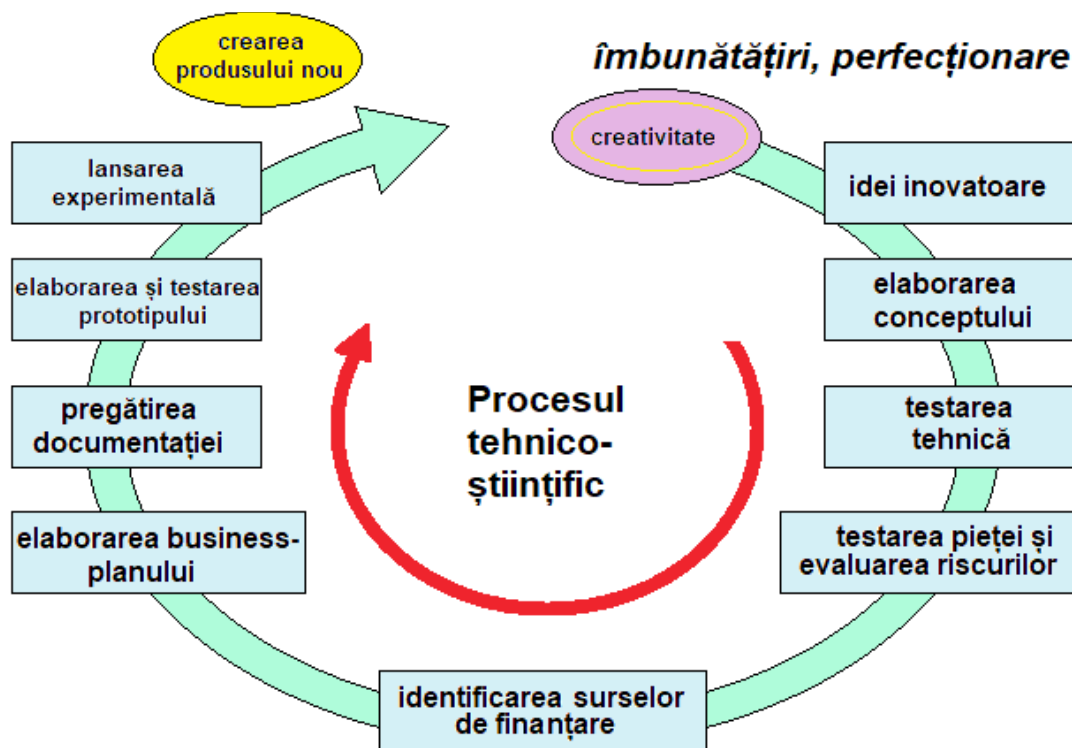 crearea
produsului nou
îmbunătățiri, perfecționare
creativitate
idei inovatoare
elaborarea
conceptului
testarea
tehnică
testarea pieței și
evaluarea riscurilor
identificarea surselor
de finanțare
elaborarea business-
planului
pregătirea
documentației
elaborarea și testarea
prototipului
lansarea
experimentală
Procesul
tehnico-
științific